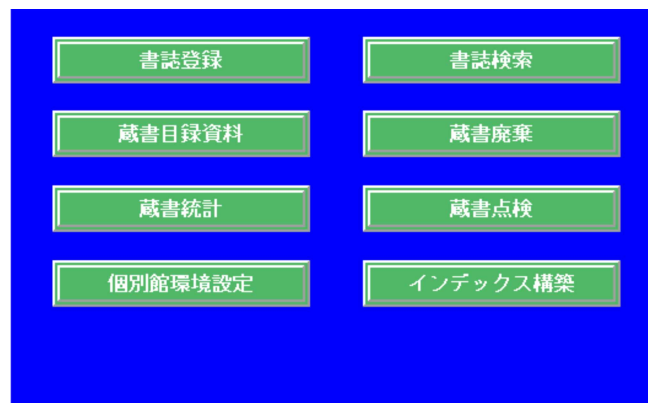 書誌登録
書誌検索
蔵書目録資料
蔵書廃棄
蔵書統計
蔵書点検
個別館環境設定
インデックス構築